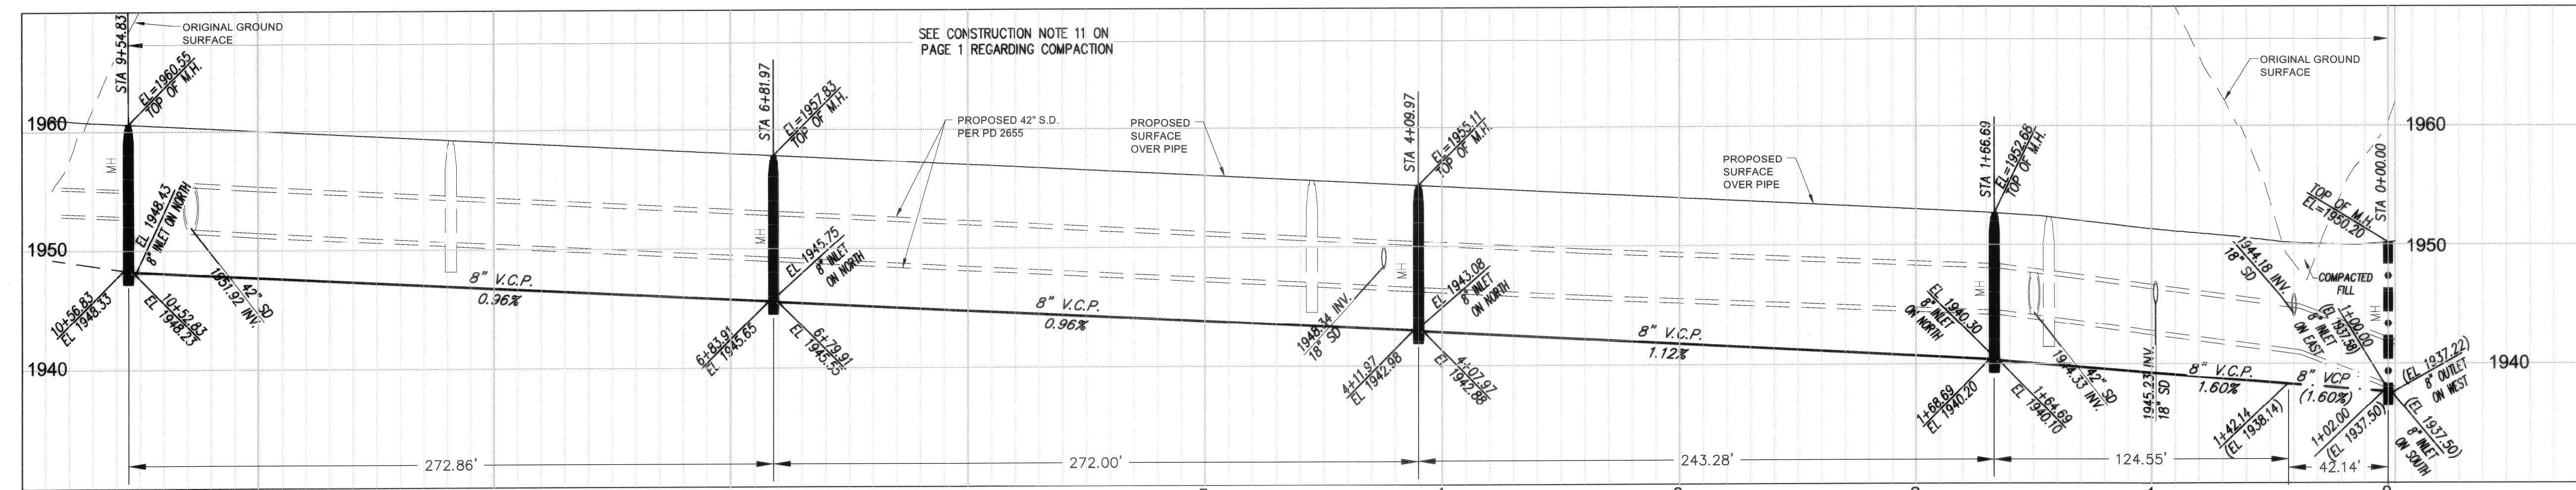 STA 9+54.83
ORIGINAL GROUND
SURFACE
EL=1960.55
TOP OF M.H.
SEE CONSTRUCTION NOTE 11 ON
PAGE 1 REGARDING COMPACTION
STA 6+81.97
EL=1957.83
TOP OF M.H.
PROPOSED 42" S.D.
PER PD 2655
PROPOSED
SURFACE
OVER PIPE
STA 4+09.97
EL=1955.11
TOP OF M.H.
PROPOSED
SURFACE
OVER PIPE
STA 1+66.69
EL=1952.68
TOP OF M.H.
ORIGINAL GROUND
SURFACE
STA 0+00.00
TOP OF M.H.
EL=1950.20
1960
1960
1950
1950
1940
1940
MH
EL 1948.43
8" INLET ON NORTH
10+56.83
EL 1948.33
10+52.83
EL 1948.23
42" SD
1951.92 INV.
8" V.C.P.
0.96%
MH
EL 1945.75
8" INLET
ON NORTH
6+83.91
EL 1945.65
6+79.91
EL 1945.55
8" V.C.P.
0.96%
1948.34 INV.
18" SD
MH
EL 1943.08
8" INLET
ON NORTH
4+11.97
EL 1942.98
4+07.97
EL 1942.88
8" V.C.P.
1.12%
MH
EL 1940.30
8" INLET
ON NORTH
1+68.69
EL 1940.20
1+64.69
EL 1940.10
42" SD
1944.33 INV.
1945.23 INV.
18" SD
8" V.C.P.
1.60%
1944.18 INV.
18" SD
COMPACTED
FILL
MH
1+00.00
(EL 1937.58)
8" INLET
ON EAST
8" VCP
(1.60%)
1+42.14
(EL 1938.14)
1+02.00
(EL 1937.50)
(EL 1937.22)
8" OUTLET
ON WEST
(EL 1937.50)
8" INLET
ON SOUTH
272.86'
272.00'
243.28'
124.55'
42.14'